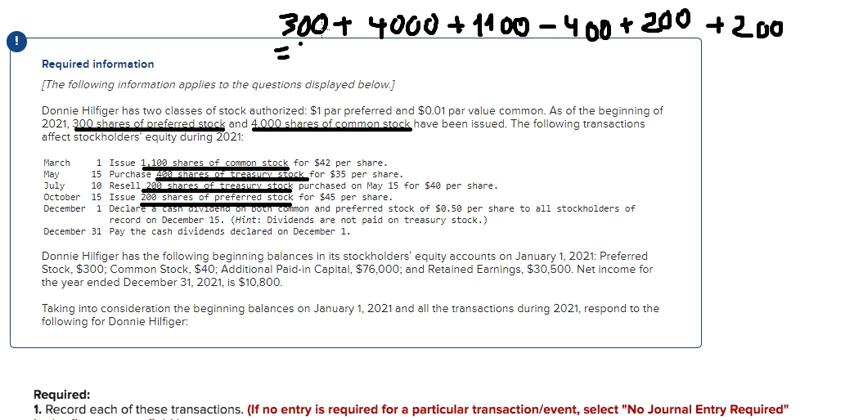 300 + 4000 + 1100 - 400 + 200 + 200
=
!
Required information
[The following information applies to the questions displayed below.]
Donnie Hilfiger has two classes of stock authorized: $1 par preferred and $0.01 par value common. As of the beginning of
2021, 300 shares of preferred stock and 4,000 shares of common stock have been issued. The following transactions
affect stockholders' equity during 2021:
March 1 Issue 1,100 shares of common stock for $42 per share.
May 15 Purchase 400 shares of treasury stock for $35 per share.
July 10 Resell 200 shares of treasury stock purchased on May 15 for $40 per share.
October 15 Issue 200 shares of preferred stock for $45 per share.
December 1 Declare a cash dividend on both common and preferred stock of $0.50 per share to all stockholders of
record on December 15. (Hint: Dividends are not paid on treasury stock.)
December 31 Pay the cash dividends declared on December 1.
Donnie Hilfiger has the following beginning balances in its stockholders' equity accounts on January 1, 2021: Preferred
Stock, $300; Common Stock, $40; Additional Paid-in Capital, $76,000; and Retained Earnings, $30,500. Net income for
the year ended December 31, 2021, is $10,800.
Taking into consideration the beginning balances on January 1, 2021 and all the transactions during 2021, respond to the
following for Donnie Hilfiger:
Required:
1. Record each of these transactions. (If no entry is required for a particular transaction/event, select "No Journal Entry Required"